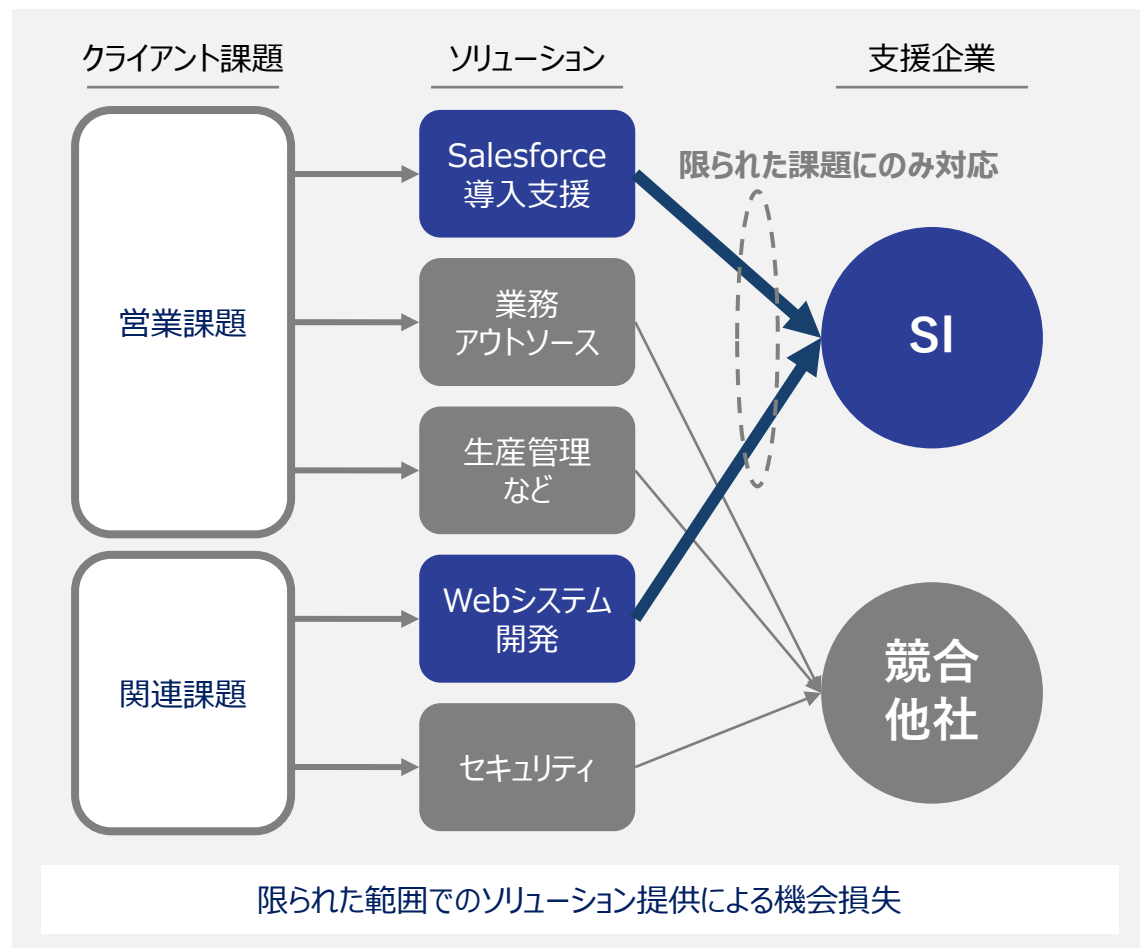 クライアント課題
ソリューション
支援企業
営業課題
関連課題
Salesforce
導入支援
業務
アウトソース
生産管理
など
Webシステム
開発
セキュリティ
限られた課題にのみ対応
SI
競合
他社
限られた範囲でのソリューション提供による機会損失